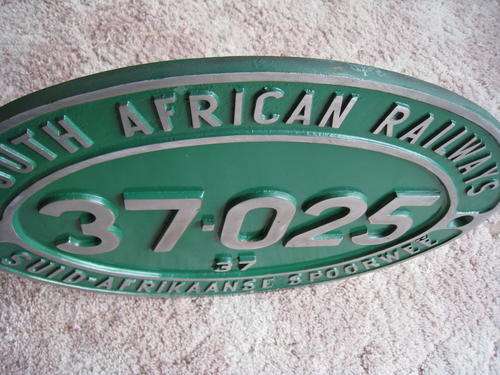 SOUTH AFRICAN RAILWAYS
37-025
37
SUID-AFRIKAANSE SPOORWEË